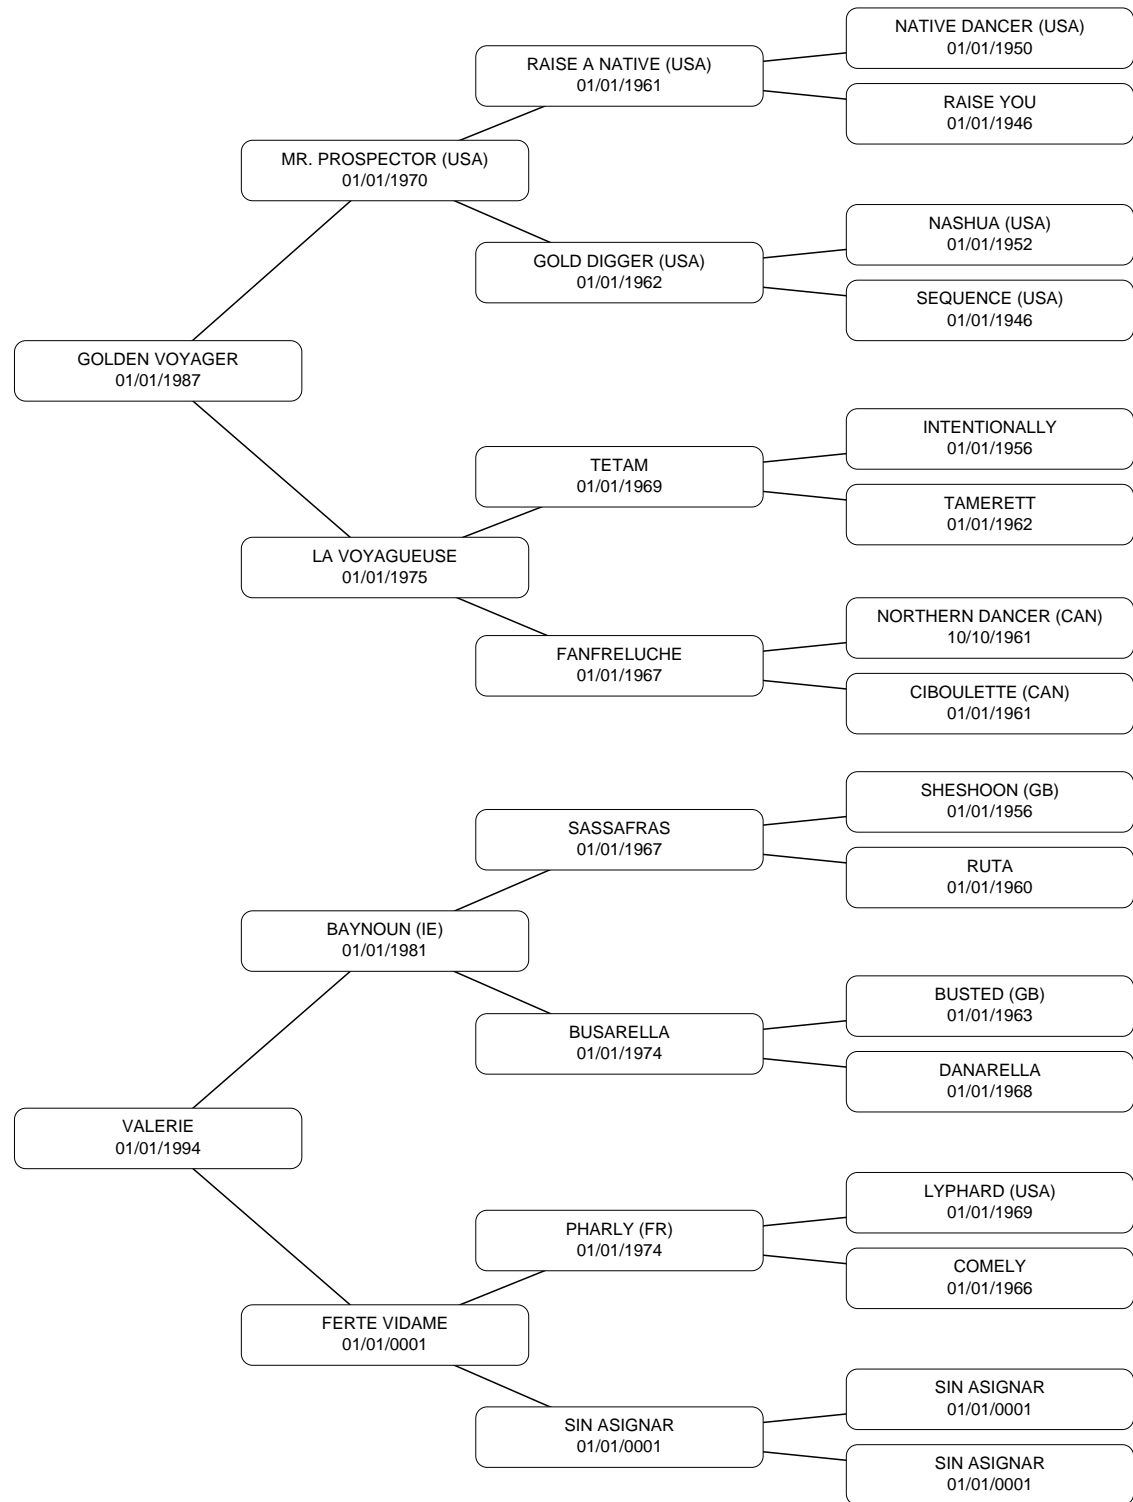 NATIVE DANCER (USA)
01/01/1950
RAISE A NATIVE (USA)
01/01/1961
RAISE YOU
01/01/1946
MR. PROSPECTOR (USA)
01/01/1970
NASHUA (USA)
01/01/1952
GOLD DIGGER (USA)
01/01/1962
SEQUENCE (USA)
01/01/1946
GOLDEN VOYAGER
01/01/1987
INTENTIONALLY
01/01/1956
TETAM
01/01/1969
TAMERETT
01/01/1962
LA VOYAGUEUSE
01/01/1975
NORTHERN DANCER (CAN)
10/10/1961
FANFRELUCHE
01/01/1967
CIBOULETTE (CAN)
01/01/1961
SHESHOON (GB)
01/01/1956
SASSAFRAS
01/01/1967
RUTA
01/01/1960
BAYNOUN (IE)
01/01/1981
BUSTED (GB)
01/01/1963
BUSARELLA
01/01/1974
DANARELLA
01/01/1968
VALERIE
01/01/1994
LYPHARD (USA)
01/01/1969
PHARLY (FR)
01/01/1974
COMELY
01/01/1966
FERTE VIDAME
01/01/0001
SIN ASIGNAR
01/01/0001
SIN ASIGNAR
01/01/0001
SIN ASIGNAR
01/01/0001